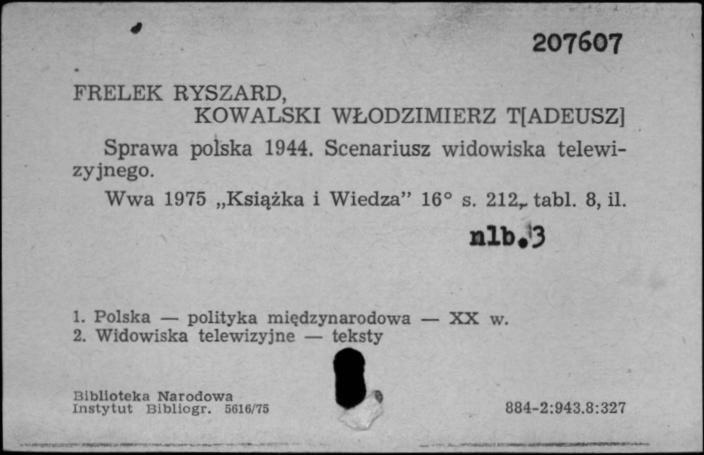 207607
FRELEK RYSZARD,
KOWALSKI WŁODZIMIERZ T[ADEUSZ]
Sprawa polska 1944. Scenariusz widowiska telewi-
zyjnego.
Wwa 1975 „Książka i Wiedza” 16° s. 212, tabl. 8, il.
nlb. 3
1. Polska — polityka międzynarodowa — XX w.
2. Widowiska telewizyjne — teksty
Biblioteka Narodowa
Instytut Bibliogr. 5616/75
884-2:943.8:327